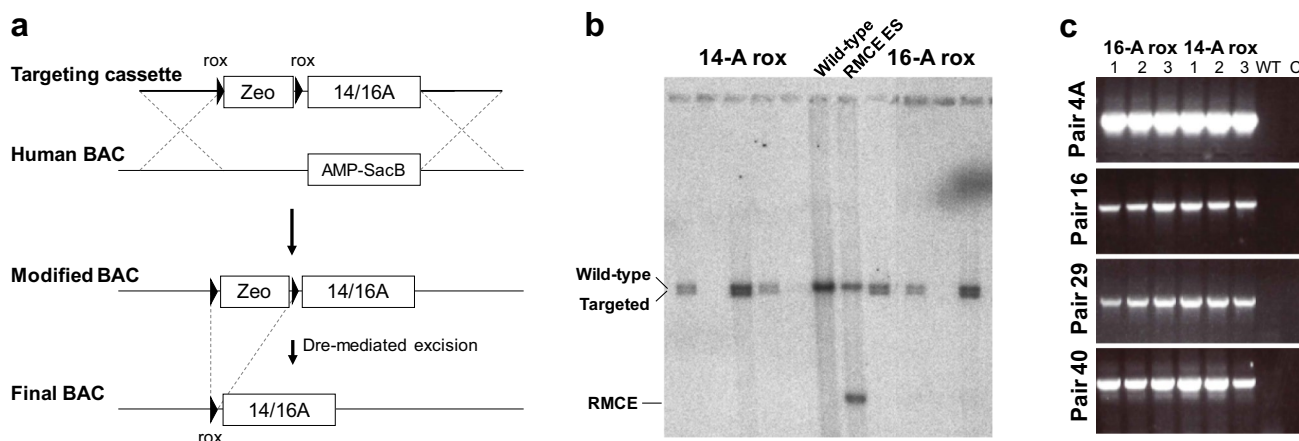 a
rox rox
Targeting cassette
Zeo 14/16A
Human BAC
AMP-SacB
Modified BAC
Zeo 14/16A
Dre-mediated excision
Final BAC
14/16A
rox
b
14-A rox Wild-type RMCE ES 16-A rox
Wild-type
Targeted
RMCE
c
16-A rox 14-A rox
1 2 3 1 2 3 WT C
Pair 4A
Pair 16
Pair 29
Pair 40